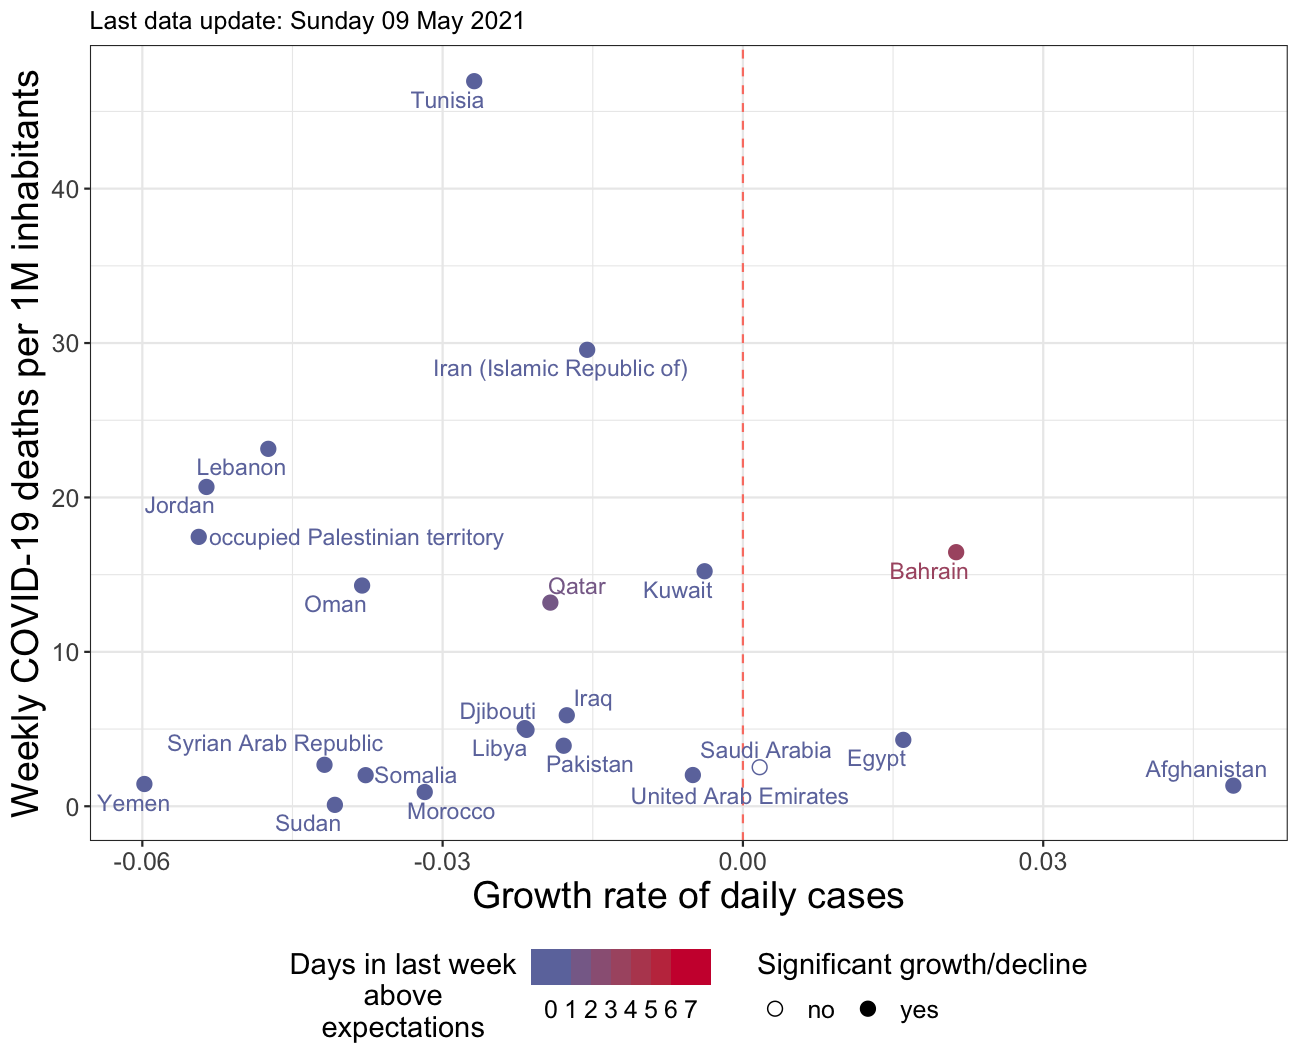 Last data update: Sunday 09 May 2021
Weekly COVID-19 deaths per 1M inhabitants
40
30
20
10
0
Tunisia
Iran (Islamic Republic of)
Lebanon
Jordan
occupied Palestinian territory
Bahrain
Qatar
Kuwait
Oman
Iraq
Djibouti
Syrian Arab Republic
Libya
Saudi Arabia
Egypt
Pakistan
Afghanistan
Somalia
United Arab Emirates
Yemen
Morocco
Sudan
-0.06
-0.03
0.00
0.03
Growth rate of daily cases
Days in last week
above
expectations
0 1 2 3 4 5 6 7
Significant growth/decline
no
yes